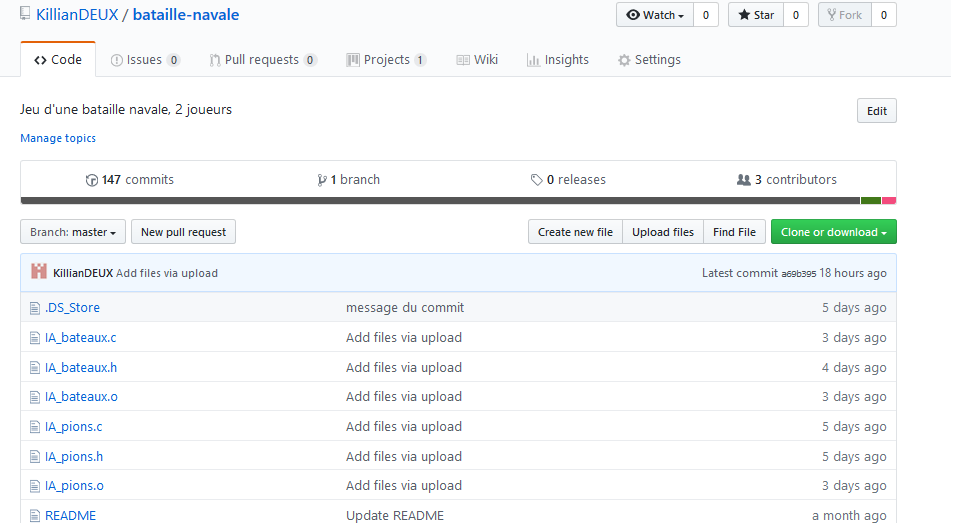 KillianDEUX / bataille-navale Watch 0 Star 0 Fork 0
Code Issues 0 Pull requests 0 Projects 1 Wiki Insights Settings
Jeu d'une bataille navale, 2 joueurs Edit
Manage topics
147 commits 1 branch 0 releases 3 contributors
Branch: master New pull request Create new file Upload files Find File Clone or download
KillianDEUX Add files via upload Latest commit a69b395 18 hours ago
.DS_Store message du commit 5 days ago
IA_bateaux.c Add files via upload 3 days ago
IA_bateaux.h Add files via upload 4 days ago
IA_bateaux.o Add files via upload 3 days ago
IA_pions.c Add files via upload 5 days ago
IA_pions.h Add files via upload 5 days ago
IA_pions.o Add files via upload 3 days ago
README Update README a month ago